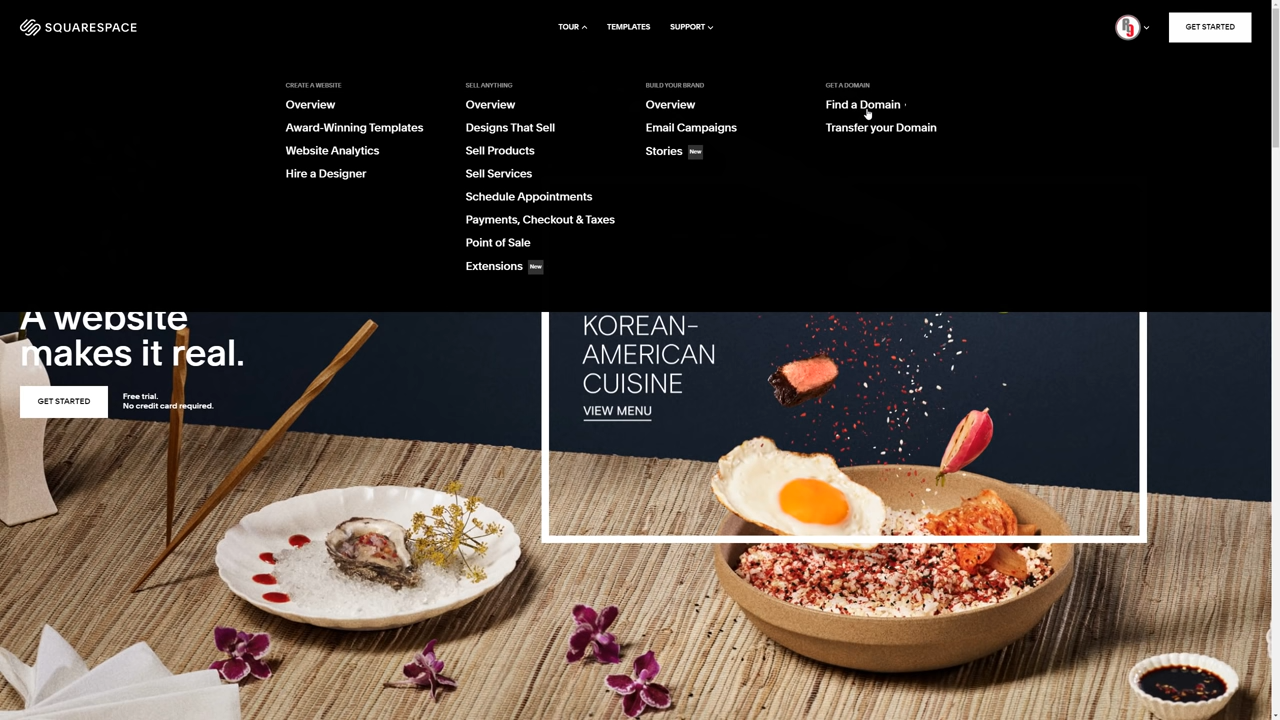 SQUARESPACE
TOUR
TEMPLATES
SUPPORT
R9
GET STARTED
CREATE A WEBSITE
Overview
Award-Winning Templates
Website Analytics
Hire a Designer
SELL ANYTHING
Overview
Designs That Sell
Sell Products
Sell Services
Schedule Appointments
Payments, Checkout & Taxes
Point of Sale
Extensions New
BUILD YOUR BRAND
Overview
Email Campaigns
Stories New
GET A DOMAIN
Find a Domain
Transfer your Domain
A website
makes it real.
GET STARTED
Free trial.
No credit card required.
KOREAN-
AMERICAN
CUISINE
VIEW MENU